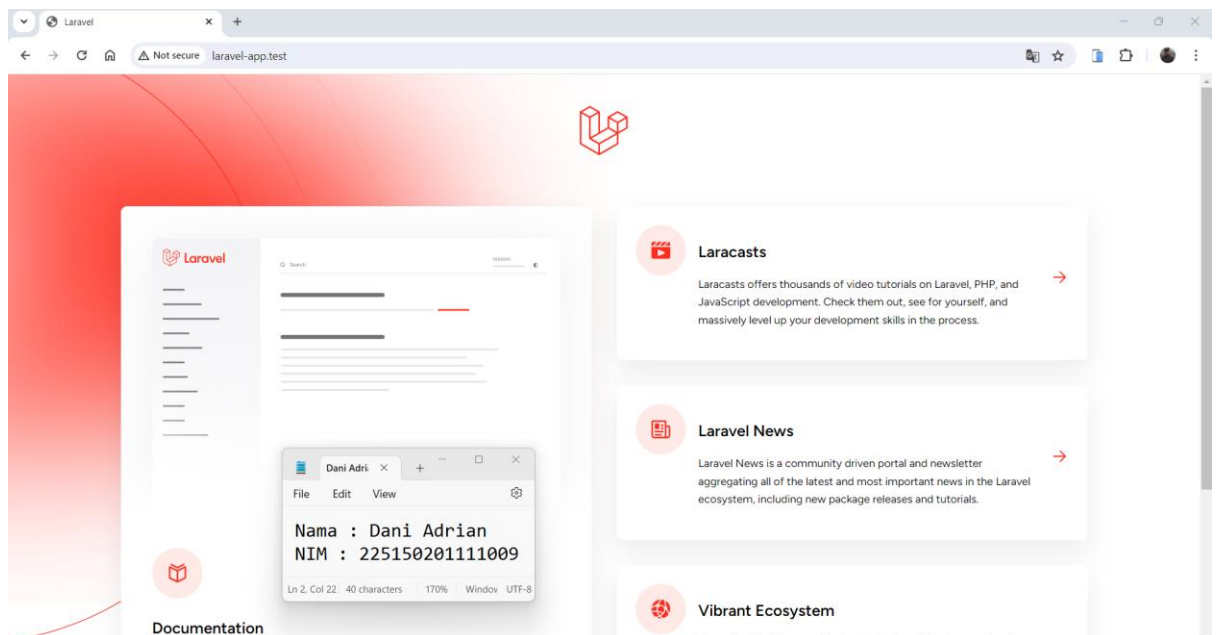 Laravel
Not secure
laravel-app.test
Laravel
Search
VERSION
Laracasts
Laracasts offers thousands of video tutorials on Laravel, PHP, and
JavaScript development. Check them out, see for yourself, and
massively level up your development skills in the process.
Laravel News
Laravel News is a community driven portal and newsletter
aggregating all of the latest and most important news in the Laravel
ecosystem, including new package releases and tutorials.
Dani Adri
File Edit View
Nama : Dani Adrian
NIM : 225150201111009
Ln 2, Col 22 40 characters 170% Window UTF-8
Documentation
Vibrant Ecosystem